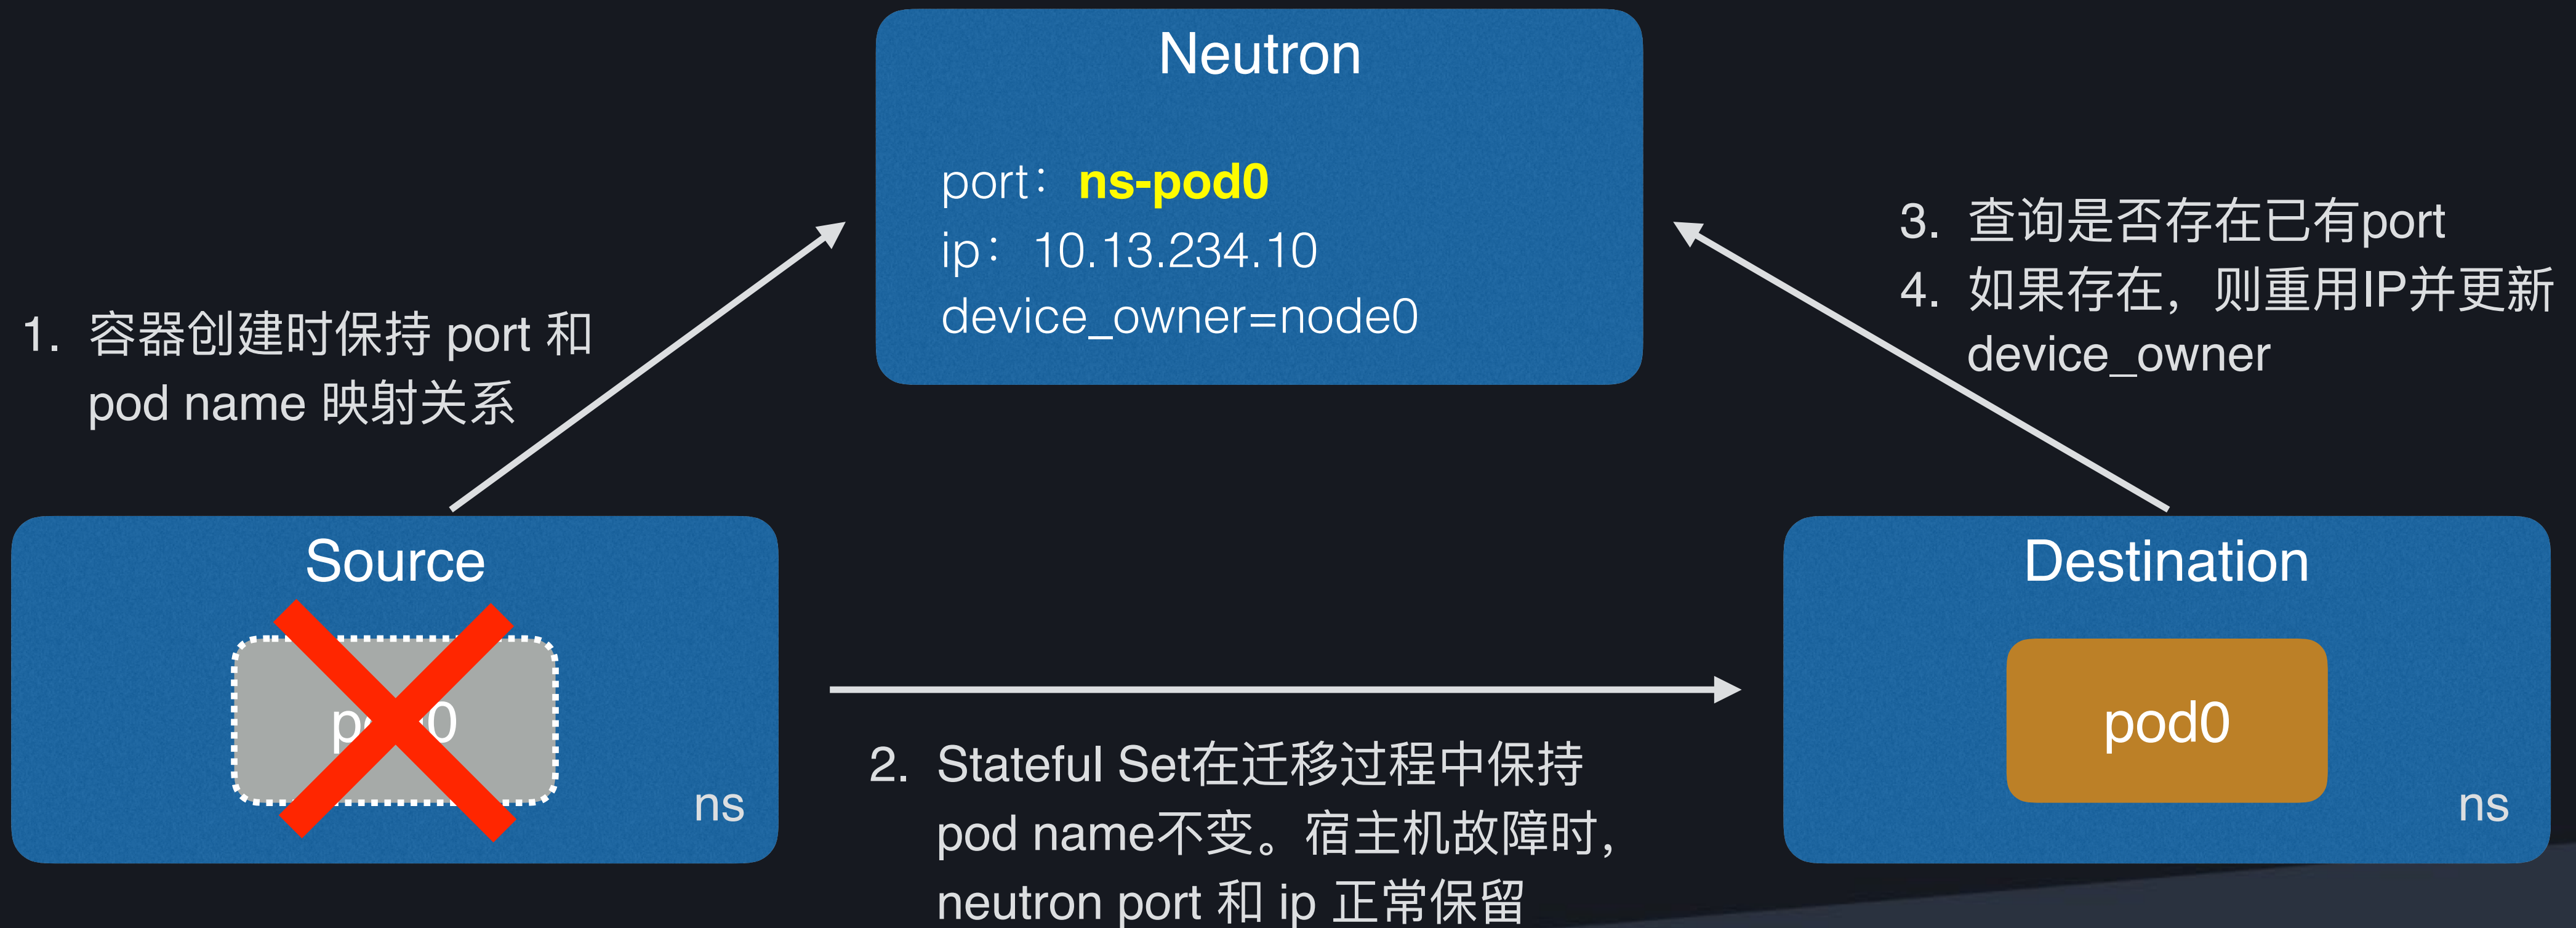 Neutron
port：ns-pod0
ip：10.13.234.10
device_owner=node0
1. 容器创建时保持 port 和
pod name 映射关系
3. 查询是否存在已有port
4. 如果存在，则重用IP并更新
device_owner
Source
ns
2. Stateful Set在迁移过程中保持
pod name不变。宿主机故障时，
neutron port 和 ip 正常保留
Destination
pod0
ns